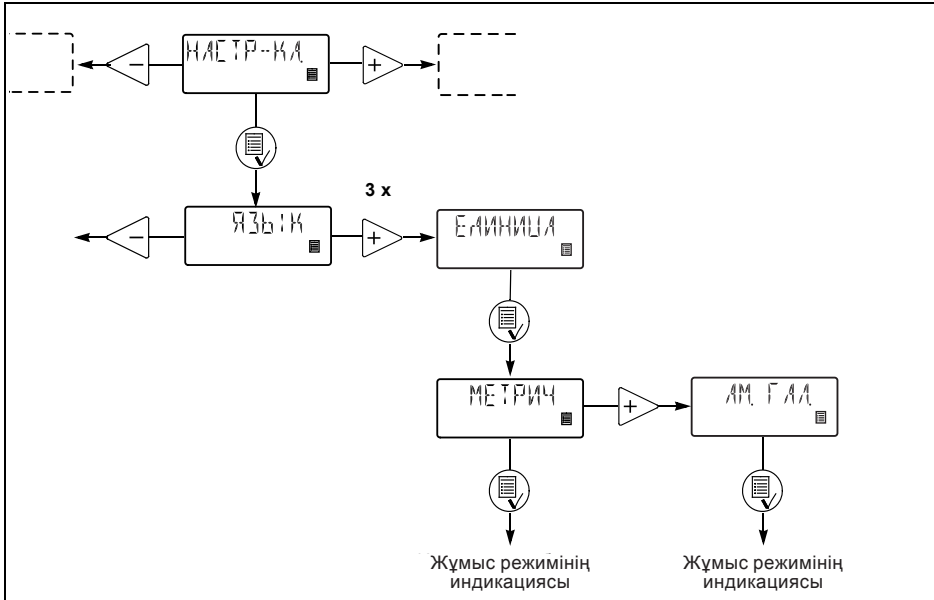 НАСТР-КА
3 x
ЯЗЫК
ЕДИНИЦА
МЕТРИЧ
АМ. ГАЛ.
Жұмыс режимінің
индикациясы
Жұмыс режимінің
индикациясы